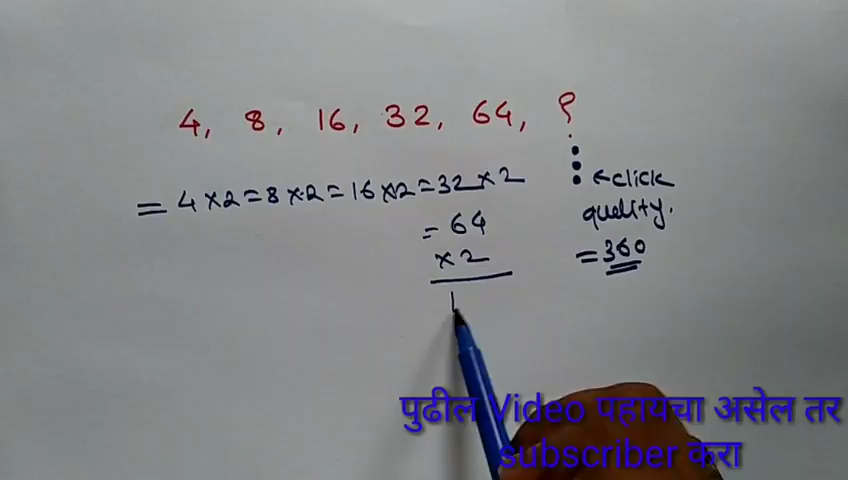 4, 8, 16, 32, 64, ?
= 4 × 2 = 8 × 2 = 16 × 2 = 32 × 2
←click
quality.
= 360
= 64
× 2
1
पुढील Video पहायचा असेल तर
subscriber करा